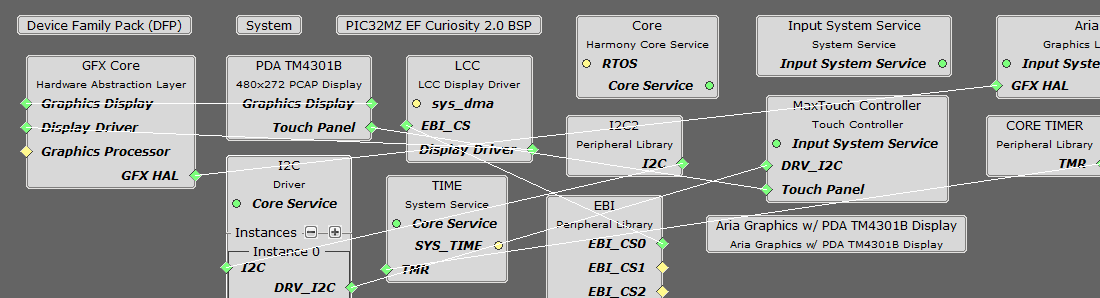 Device Family Pack (DFP)
System
PIC32MZ EF Curiosity 2.0 BSP
Core
Harmony Core Service
RTOS
Core Service
Input System Service
System Service
Input System Service
Aria
Graphics L
Input Syste
GFX HAL
GFX Core
Hardware Abstraction Layer
Graphics Display
Display Driver
Graphics Processor
GFX HAL
PDA TM4301B
480x272 PCAP Display
Graphics Display
Touch Panel
LCC
LCC Display Driver
sys_dma
EBI_CS
Display Driver
I2C2
Peripheral Library
I2C
MaxTouch Controller
Touch Controller
Input System Service
DRV_I2C
Touch Panel
CORE TIMER
Peripheral Library
TMR
I2C
Driver
Core Service
Instances
Instance 0
I2C
DRV_I2C
TIME
System Service
Core Service
SYS_TIME
TMR
EBI
Peripheral Library
EBI_CS0
EBI_CS1
EBI_CS2
Aria Graphics w/ PDA TM4301B Display
Aria Graphics w/ PDA TM4301B Display